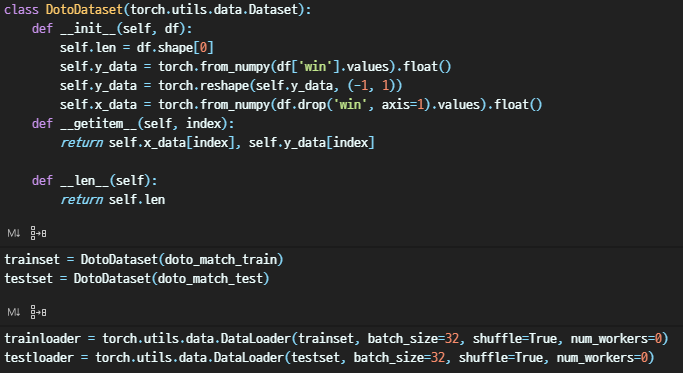 class DotoDataset(torch.utils.data.Dataset):
    def __init__(self, df):
        self.len = df.shape[0]
        self.y_data = torch.from_numpy(df['win'].values).float()
        self.y_data = torch.reshape(self.y_data, (-1, 1))
        self.x_data = torch.from_numpy(df.drop('win', axis=1).values).float()
    def __getitem__(self, index):
        return self.x_data[index], self.y_data[index]

    def __len__(self):
        return self.len
M↓
trainset = DotoDataset(doto_match_train)
testset = DotoDataset(doto_match_test)
M↓
trainloader = torch.utils.data.DataLoader(trainset, batch_size=32, shuffle=True, num_workers=0)
testloader = torch.utils.data.DataLoader(testset, batch_size=32, shuffle=True, num_workers=0)